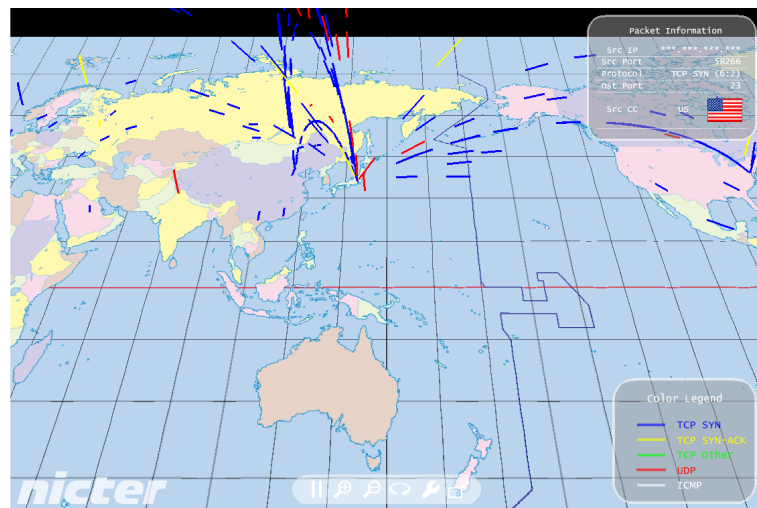 Packet Information
Src IP ***.***.***.***
Src Port 58266
Protocol TCP SYN (6:2)
Dst Port 23
Src CC US
Color Legend
TCP SYN
TCP SYN-ACK
TCP Other
UDP
ICMP
nicter